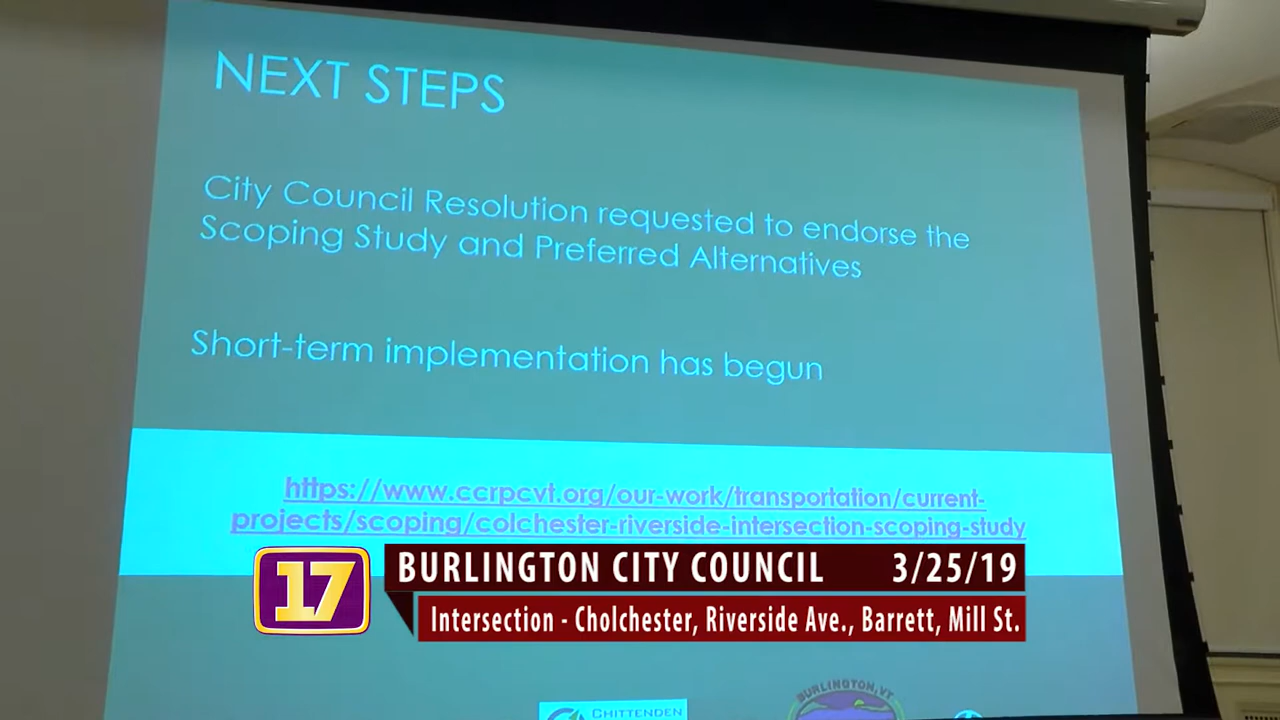 NEXT STEPS
City Council Resolution requested to endorse the
Scoping Study and Preferred Alternatives
Short-term implementation has begun
https://www.ccrpcvt.org/our-work/transportation/current-
projects/scoping/colchester-riverside-intersection-scoping-study
17
BURLINGTON CITY COUNCIL 3/25/19
Intersection - Cholchester, Riverside Ave., Barrett, Mill St.
CHITTENDEN
BURLINGTON, VT